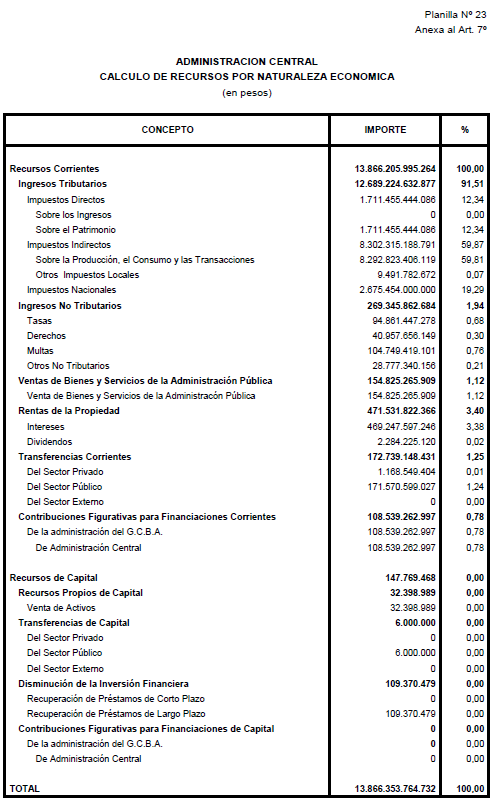 Planilla Nº 23
Anexa al Art. 7º
ADMINISTRACION CENTRAL
CALCULO DE RECURSOS POR NATURALEZA ECONOMICA
(en pesos)
CONCEPTO IMPORTE %
Recursos Corrientes 13.866.205.995.264 100,00
Ingresos Tributarios 12.689.224.632.877 91,51
Impuestos Directos 1.711.455.444.086 12,34
Sobre los Ingresos 0 0,00
Sobre el Patrimonio 1.711.455.444.086 12,34
Impuestos Indirectos 8.302.315.188.791 59,87
Sobre la Producción, el Consumo y las Transacciones 8.292.823.406.119 59,81
Otros Impuestos Locales 9.491.782.672 0,07
Impuestos Nacionales 2.675.454.000.000 19,29
Ingresos No Tributarios 269.345.862.684 1,94
Tasas 94.861.447.278 0,68
Derechos 40.957.656.149 0,30
Multas 104.749.419.101 0,76
Otros No Tributarios 28.777.340.156 0,21
Ventas de Bienes y Servicios de la Administración Pública 154.825.265.909 1,12
Venta de Bienes y Servicios de la Administracón Pública 154.825.265.909 1,12
Rentas de la Propiedad 471.531.822.366 3,40
Intereses 469.247.597.246 3,38
Dividendos 2.284.225.120 0,02
Transferencias Corrientes 172.739.148.431 1,25
Del Sector Privado 1.168.549.404 0,01
Del Sector Público 171.570.599.027 1,24
Del Sector Externo 0 0,00
Contribuciones Figurativas para Financiaciones Corrientes 108.539.262.997 0,78
De la administración del G.C.B.A. 108.539.262.997 0,78
De Administración Central 108.539.262.997 0,78
Recursos de Capital 147.769.468 0,00
Recursos Propios de Capital 32.398.989 0,00
Venta de Activos 32.398.989 0,00
Transferencias de Capital 6.000.000 0,00
Del Sector Privado 0 0,00
Del Sector Público 6.000.000 0,00
Del Sector Externo 0 0,00
Disminución de la Inversión Financiera 109.370.479 0,00
Recuperación de Préstamos de Corto Plazo 0 0,00
Recuperación de Préstamos de Largo Plazo 109.370.479 0,00
Contribuciones Figurativas para Financiaciones de Capital 0 0,00
De la administración del G.C.B.A. 0 0,00
De Administración Central 0 0,00
TOTAL 13.866.353.764.732 100,00